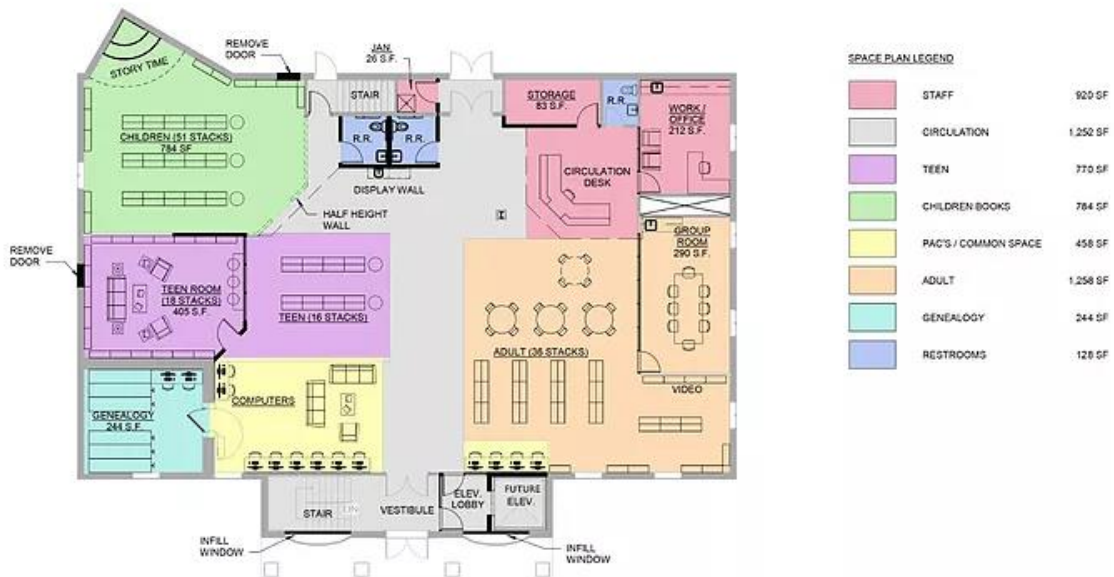 REMOVE
DOOR
JAN.
26 S.F.
STORY TIME
STAIR
STORAGE
83 S.F.
R.R.
WORK /
OFFICE
212 S.F.
CHILDREN (51 STACKS)
784 SF
R.R.
R.R.
CIRCULATION
DESK
DISPLAY WALL
HALF HEIGHT
WALL
REMOVE
DOOR
GROUP
ROOM
290 S.F.
TEEN ROOM
(18 STACKS)
405 S.F.
TEEN (16 STACKS)
ADULT (36 STACKS)
VIDEO
COMPUTERS
GENEALOGY
244 S.F.
STAIR
UN
VESTIBULE
ELEV.
LOBBY
FUTURE
ELEV.
INFILL
WINDOW
INFILL
WINDOW
SPACE PLAN LEGEND
STAFF 920 SF
CIRCULATION 1,252 SF
TEEN 770 SF
CHILDREN BOOKS 784 SF
PAC'S / COMMON SPACE 458 SF
ADULT 1,258 SF
GENEALOGY 244 SF
RESTROOMS 128 SF